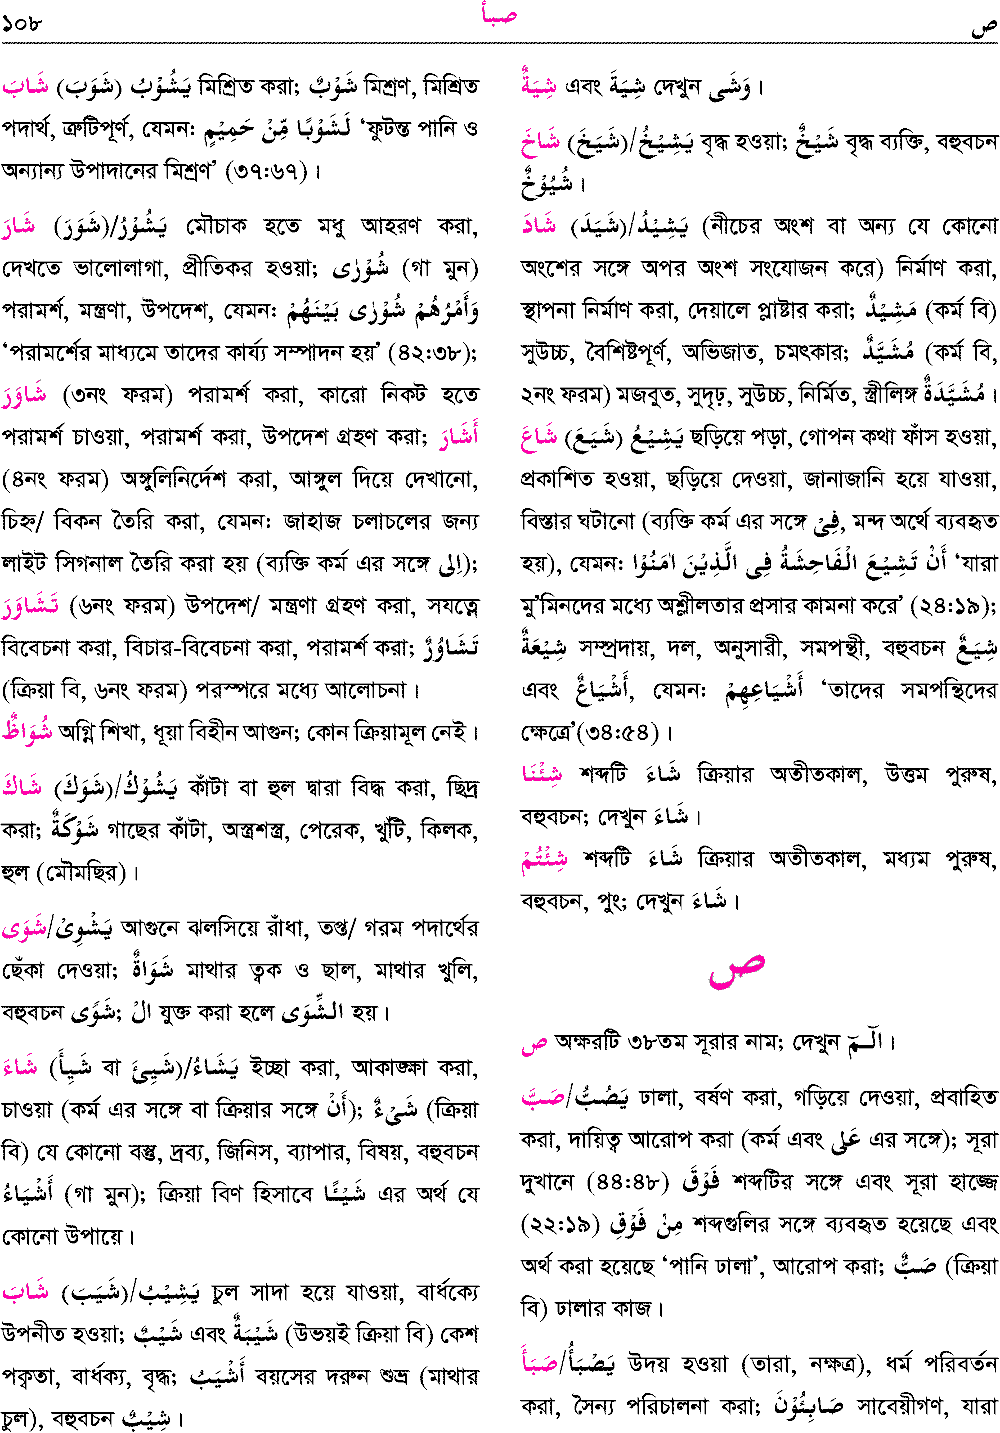 ১০৮ صبأ ص
شَابَ (شَوَبَ) يَشُوْبُ মিশ্রিত করা; شَوْبٌ মিশ্রণ, মিশ্রিত
পদার্থ, ত্রুটিপূর্ণ, যেমন: لَشَوْبًا مِّنْ حَمِيْمٍ ‘ফুটন্ত পানি ও
অন্যান্য উপাদানের মিশ্রণ’ (৩৭:৬৭)।
شَارَ (شَوَرَ)/يَشُوْرُ মৌচাক হতে মধু আহরণ করা,
দেখতে ভালোলাগা, প্রীতিকর হওয়া; شُوْرٰى (গা মুন)
পরামর্শ, মন্ত্রণা, উপদেশ, যেমন: وَأَمْرُهُمْ شُوْرٰى بَيْنَهُمْ
‘পরামর্শের মাধ্যমে তাদের কার্য্য সম্পাদন হয়’ (৪২:৩৮);
شَاوَرَ (৩নং ফরম) পরামর্শ করা, কারো নিকট হতে
পরামর্শ চাওয়া, পরামর্শ করা, উপদেশ গ্রহণ করা; أَشَارَ
(৪নং ফরম) অঙ্গুলিনির্দেশ করা, আঙ্গুল দিয়ে দেখানো,
চিহ্ন/ বিকন তৈরি করা, যেমন: জাহাজ চলাচলের জন্য
লাইট সিগনাল তৈরি করা হয় (ব্যক্তি কর্ম এর সঙ্গে اِلى);
تَشَاوَرَ (৬নং ফরম) উপদেশ/ মন্ত্রণা গ্রহণ করা, সযত্নে
বিবেচনা করা, বিচার-বিবেচনা করা, পরামর্শ করা; تَشَاوُرٌ
(ক্রিয়া বি, ৬নং ফরম) পরস্পরে মধ্যে আলোচনা।
شُوَاظٌ অগ্নি শিখা, ধূয়া বিহীন আগুন; কোন ক্রিয়ামূল নেই।
شَاكَ (شَوَكَ)/يَشُوْكُ কাঁটা বা হুল দ্বারা বিদ্ধ করা, ছিদ্র
করা; شَوْكَةٌ গাছের কাঁটা, অস্ত্রশস্ত্র, পেরেক, খুঁটি, কিলক,
হুল (মৌমছির)।
شَوَى/يَشْوِىْ আগুনে ঝলসিয়ে রাঁধা, তপ্ত/ গরম পদার্থের
ছেঁকা দেওয়া; شَوَاةٌ মাথার ত্বক ও ছাল, মাথার খুলি,
বহুবচন شَوًى; الْ যুক্ত করা হলে الشَّوَى হয়।
شَاءَ (شَيِئَ বা شَيَأَ)/يَشَاءُ ইচ্ছা করা, আকাঙ্ক্ষা করা,
চাওয়া (কর্ম এর সঙ্গে বা ক্রিয়ার সঙ্গে أَنْ); شَىْءٌ (ক্রিয়া
বি) যে কোনো বস্তু, দ্রব্য, জিনিস, ব্যাপার, বিষয়, বহুবচন
أَشْيَاءُ (গা মুন); ক্রিয়া বিণ হিসাবে شَيْئًا এর অর্থ যে
কোনো উপায়ে।
شَابَ (شَيَبَ)/يَشِيْبُ চুল সাদা হয়ে যাওয়া, বার্ধক্যে
উপনীত হওয়া; شَيْبٌ এবং شَيْبَةٌ (উভয়ই ক্রিয়া বি) কেশ
পক্বতা, বার্ধক্য, বৃদ্ধ; أَشْيَبُ বয়সের দরুন শুভ্র (মাথার
চুল), বহুবচন شِيْبٌ।
شِيَةٌ এবং شِيَةَ দেখুন وَشَى।
شَاخَ (شَيَخَ)/يَشِيْخُ বৃদ্ধ হওয়া; شَيْخٌ বৃদ্ধ ব্যক্তি, বহুবচন
شُيُوْخٌ।
شَادَ (شَيَدَ)/يَشِيْدُ (নীচের অংশ বা অন্য যে কোনো
অংশের সঙ্গে অপর অংশ সংযোজন করে) নির্মাণ করা,
স্থাপনা নির্মাণ করা, দেয়ালে প্লাষ্টার করা; مَشِيْدٌ (কর্ম বি)
সুউচ্চ, বৈশিষ্টপূর্ণ, অভিজাত, চমৎকার; مُشَيَّدٌ (কর্ম বি,
২নং ফরম) মজবুত, সুদৃঢ়, সুউচ্চ, নির্মিত, স্ত্রীলিঙ্গ مُشَيَّدَةٌ।
شَاعَ (شَيَعَ) يَشِيْعُ ছড়িয়ে পড়া, গোপন কথা ফাঁস হওয়া,
প্রকাশিত হওয়া, ছড়িয়ে দেওয়া, জানাজানি হয়ে যাওয়া,
বিস্তার ঘটানো (ব্যক্তি কর্ম এর সঙ্গে فِىْ, মন্দ অর্থে ব্যবহৃত
হয়), যেমন: أَنْ تَشِيْعَ الْفَاحِشَةُ فِى الَّذِيْنَ اٰمَنُوْا ‘যারা
মু’মিনদের মধ্যে অশ্লীলতার প্রসার কামনা করে’ (২৪:১৯);
شِيْعَةٌ সম্প্রদায়, দল, অনুসারী, সমপন্থী, বহুবচন شِيَعٌ
এবং أَشْيَاعٌ, যেমন: أَشْيَاعِهِمْ ‘তাদের সমপন্থিদের
ক্ষেত্রে’(৩৪:৫৪)।
شِئْنَا শব্দটি شَاءَ ক্রিয়ার অতীতকাল, উত্তম পুরুষ,
বহুবচন; দেখুন شَاءَ।
شِئْتُمْ শব্দটি شَاءَ ক্রিয়ার অতীতকাল, মধ্যম পুরুষ,
বহুবচন, পুং; দেখুন شَاءَ।
ص
ص অক্ষরটি ৩৮তম সূরার নাম; দেখুন الٓـمٓ।
صَبَّ/يَصُبُّ ঢালা, বর্ষণ করা, গড়িয়ে দেওয়া, প্রবাহিত
করা, দায়িত্ব আরোপ করা (কর্ম এবং عَلى এর সঙ্গে); সূরা
দুখানে (৪৪:৪৮) فَوْقَ শব্দটির সঙ্গে এবং সূরা হাজ্জে
(২২:১৯) مِنْ فَوْقِ শব্দগুলির সঙ্গে ব্যবহৃত হয়েছে এবং
অর্থ করা হয়েছে ‘পানি ঢালা’, আরোপ করা; صَبٌّ (ক্রিয়া
বি) ঢালার কাজ।
صَبَأَ/يَصْبَأُ উদয় হওয়া (তারা, নক্ষত্র), ধর্ম পরিবর্তন
করা, সৈন্য পরিচালনা করা; صَابِئُوْنَ সাবেয়ীগণ, যারা